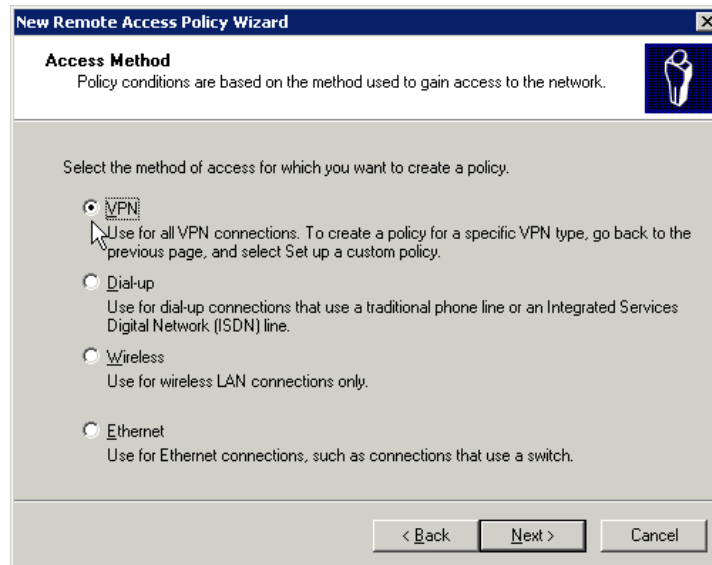 New Remote Access Policy Wizard
Access Method
Policy conditions are based on the method used to gain access to the network.
Select the method of access for which you want to create a policy.
VPN
Use for all VPN connections. To create a policy for a specific VPN type, go back to the
previous page, and select Set up a custom policy.
Dial-up
Use for dial-up connections that use a traditional phone line or an Integrated Services
Digital Network (ISDN) line.
Wireless
Use for wireless LAN connections only.
Ethernet
Use for Ethernet connections, such as connections that use a switch.
< Back Next > Cancel